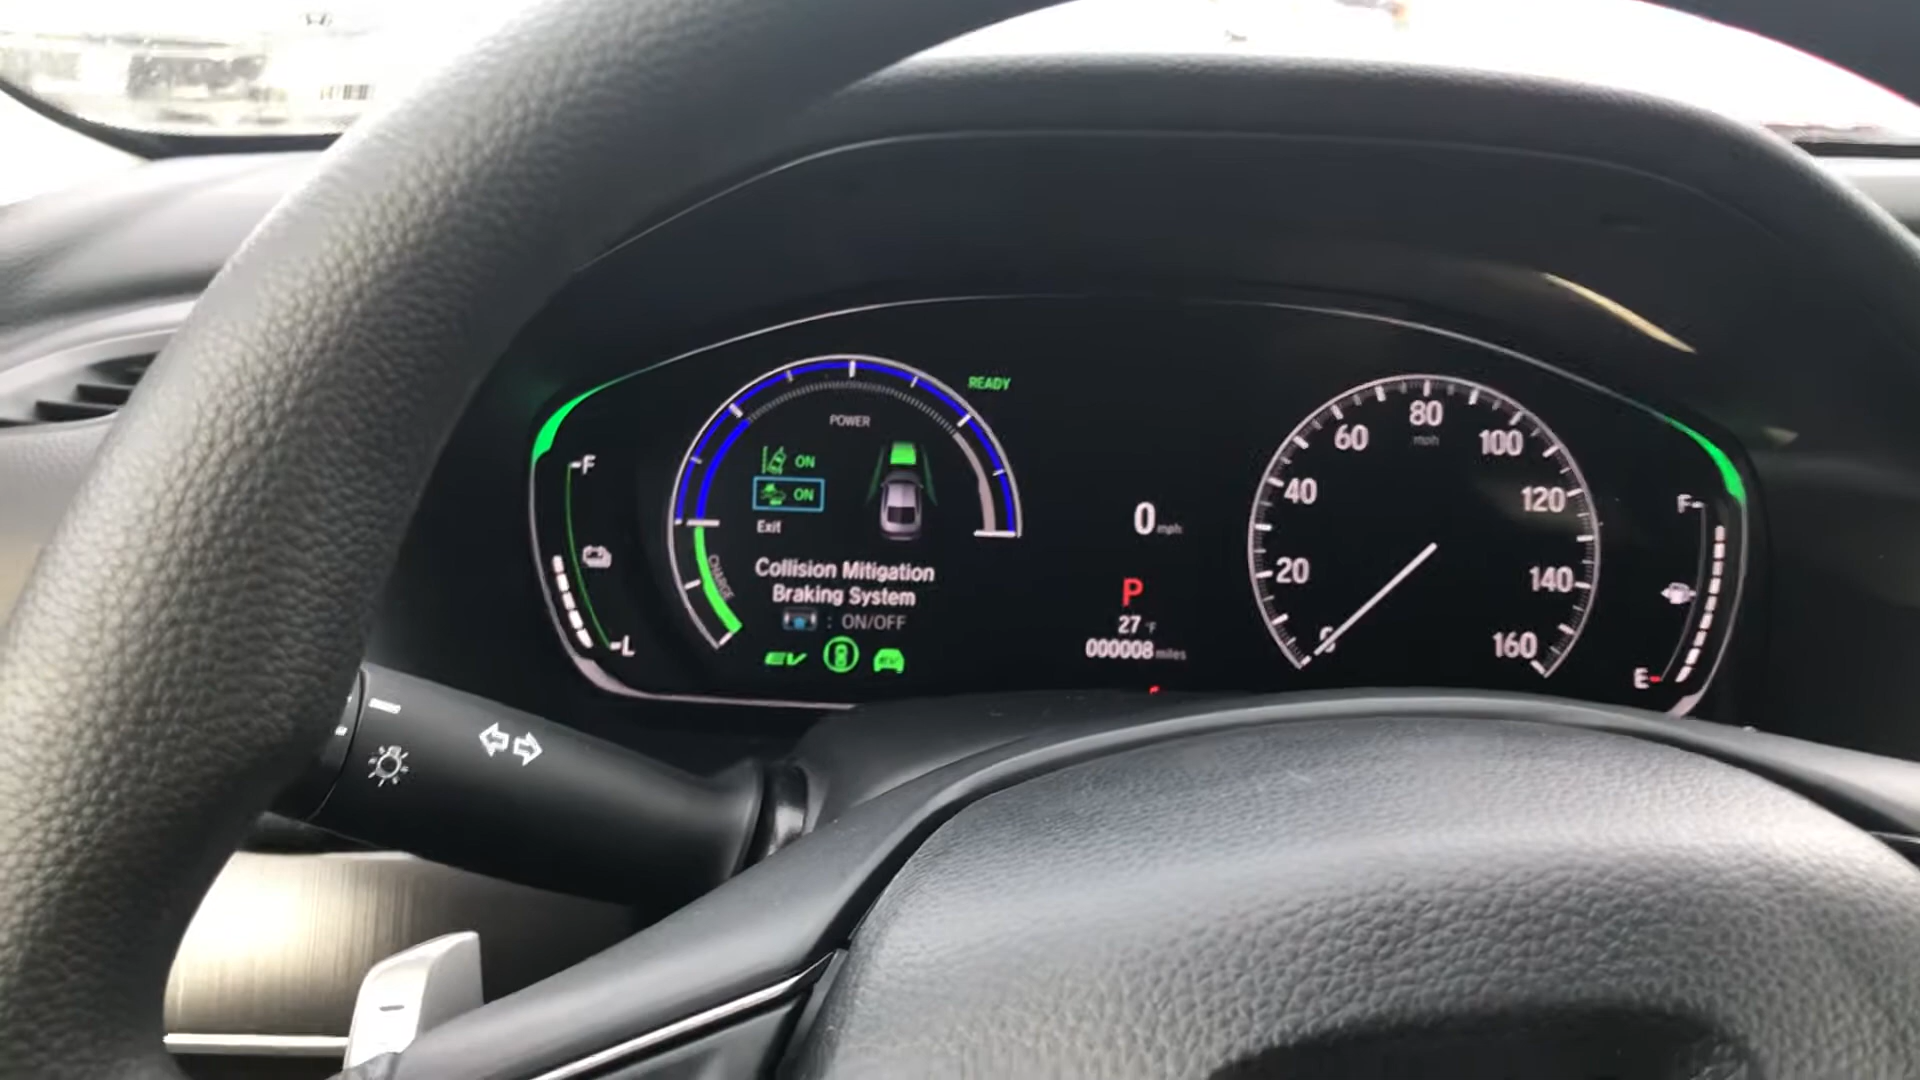 READY
POWER
F
ON
ON
Exit
CHARGE
L
Collision Mitigation
Braking System
: ON/OFF
EV
EV
0 mph
P
27 °F
000008 miles
80
mph
60
100
40
120
20
140
160
F
E